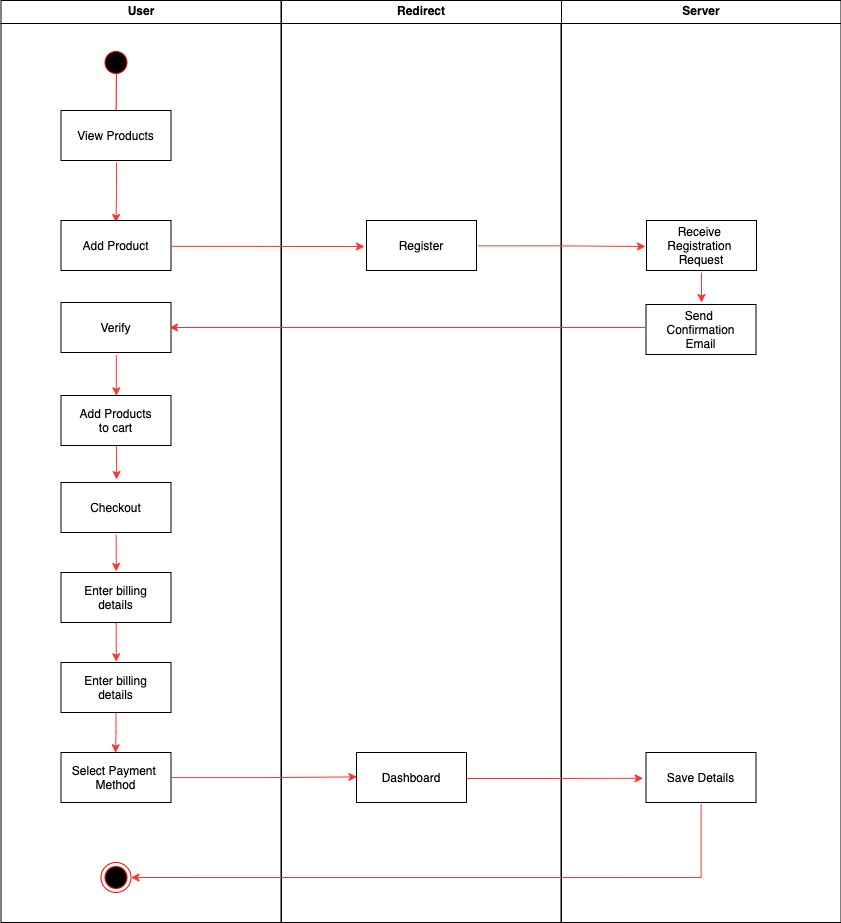 User
Redirect
Server
View Products
Add Product
Register
Receive
Registration
Request
Verify
Send
Confirmation
Email
Add Products
to cart
Checkout
Enter billing
details
Enter billing
details
Select Payment
Method
Dashboard
Save Details